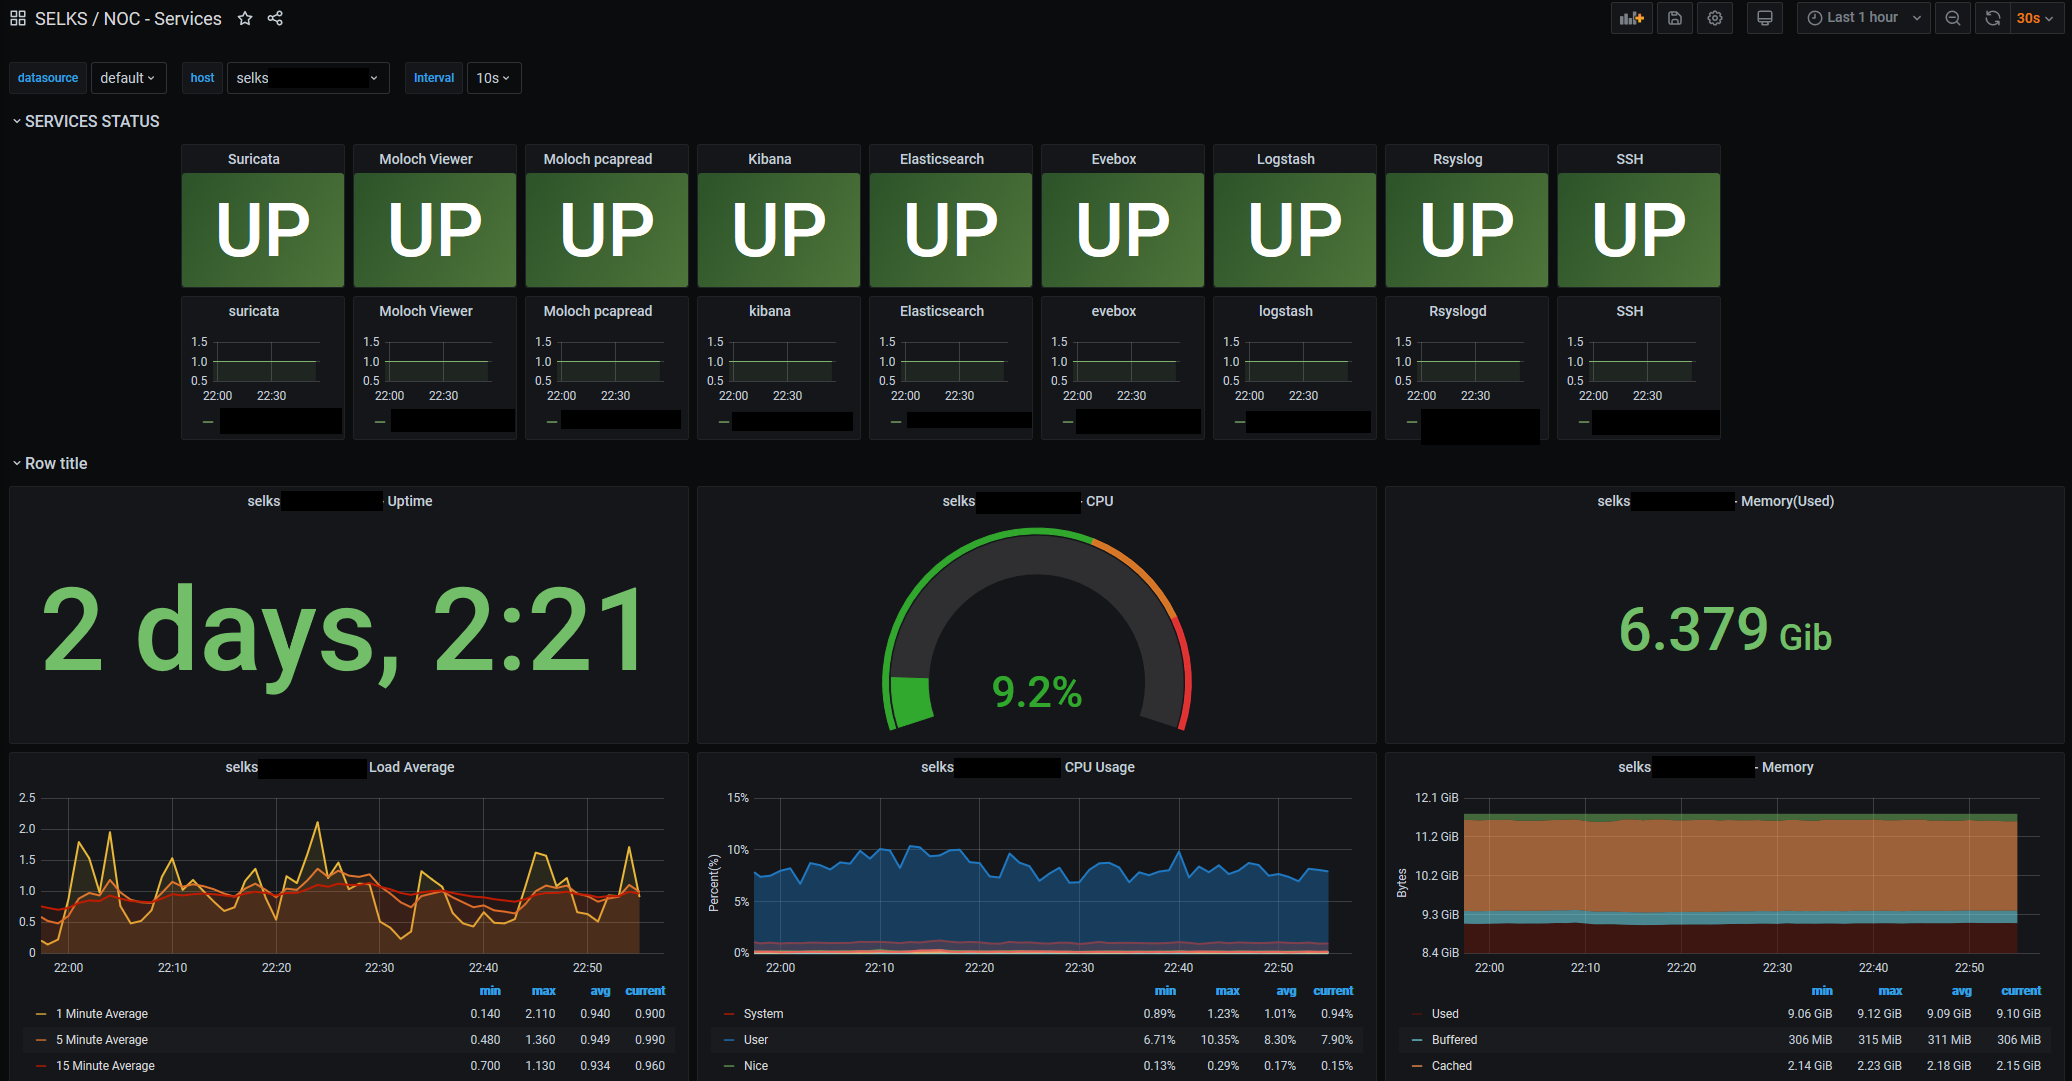 SELKS / NOC - Services
Last 1 hour
30s
datasource default host selks Interval 10s
SERVICES STATUS
Suricata Moloch Viewer Moloch pcapread Kibana Elasticsearch Evebox Logstash Rsyslog SSH
UP UP UP UP UP UP UP UP UP
suricata Moloch Viewer Moloch pcapread kibana Elasticsearch evebox logstash Rsyslogd SSH
1.5 1.5 1.5 1.5 1.5 1.5 1.5 1.5 1.5
1.0 1.0 1.0 1.0 1.0 1.0 1.0 1.0 1.0
0.5 0.5 0.5 0.5 0.5 0.5 0.5 0.5 0.5
22:00 22:30 22:00 22:30 22:00 22:30 22:00 22:30 22:00 22:30 22:00 22:30 22:00 22:30 22:00 22:30 22:00 22:30
Row title
selks - Uptime
2 days, 2:21
selks - CPU
9.2%
selks - Memory(Used)
6.379 Gib
selks Load Average
2.5
2.0
1.5
1.0
0.5
0
22:00 22:10 22:20 22:30 22:40 22:50
min max avg current
1 Minute Average 0.140 2.110 0.940 0.900
5 Minute Average 0.480 1.360 0.949 0.990
15 Minute Average 0.700 1.130 0.934 0.960
selks CPU Usage
Percent(%)
15%
10%
5%
0%
22:00 22:10 22:20 22:30 22:40 22:50
min max avg current
System 0.89% 1.23% 1.01% 0.94%
User 6.71% 10.35% 8.30% 7.90%
Nice 0.13% 0.29% 0.17% 0.15%
selks - Memory
Bytes
12.1 GiB
11.2 GiB
10.2 GiB
9.3 GiB
8.4 GiB
22:00 22:10 22:20 22:30 22:40 22:50
min max avg current
Used 9.06 GiB 9.12 GiB 9.09 GiB 9.10 GiB
Buffered 306 MiB 315 MiB 311 MiB 306 MiB
Cached 2.14 GiB 2.23 GiB 2.18 GiB 2.15 GiB